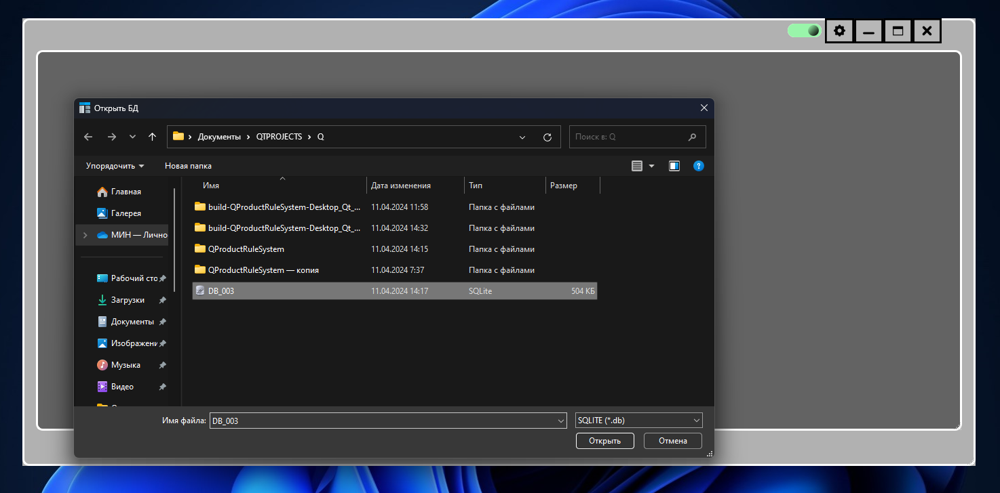 Открыть БД
Документы QTPROJECTS Q
Поиск в: Q
Упорядочить Новая папка
Имя Дата изменения Тип Размер
Главная
Галерея
МИН — Лично
Рабочий сто
Загрузки
Документы
Изображени
Музыка
Видео
build-QProductRuleSystem-Desktop_Qt_... 11.04.2024 11:58 Папка с файлами
build-QProductRuleSystem-Desktop_Qt_... 11.04.2024 14:32 Папка с файлами
QProductRuleSystem 11.04.2024 14:15 Папка с файлами
QProductRuleSystem — копия 11.04.2024 7:37 Папка с файлами
DB_003 11.04.2024 14:17 SQLite 504 КБ
Имя файла: DB_003 SQLITE (*.db)
Открыть Отмена